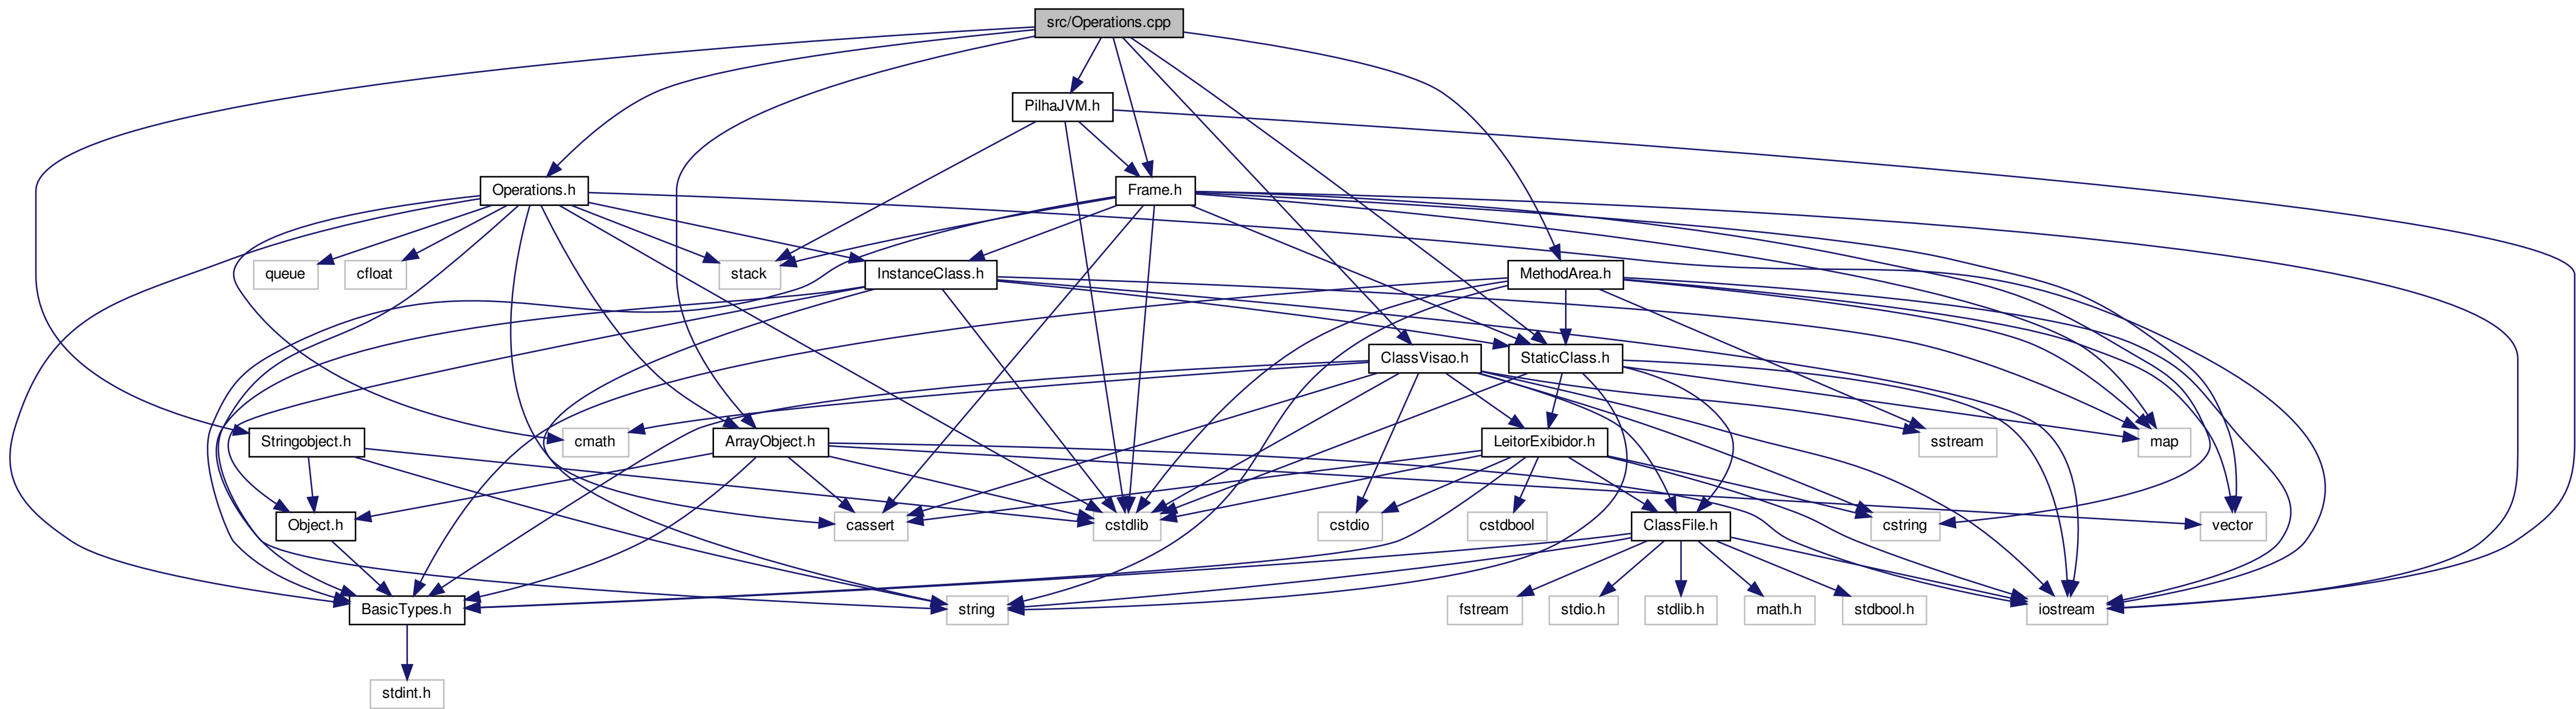 src/Operations.cpp
PilhaJVM.h
Operations.h
Frame.h
queue
cfloat
stack
InstanceClass.h
MethodArea.h
ClassVisao.h
StaticClass.h
Stringobject.h
cmath
ArrayObject.h
LeitorExibidor.h
sstream
map
Object.h
cassert
cstdlib
cstdio
cstdbool
ClassFile.h
cstring
vector
BasicTypes.h
string
fstream
stdio.h
stdlib.h
math.h
stdbool.h
iostream
stdint.h